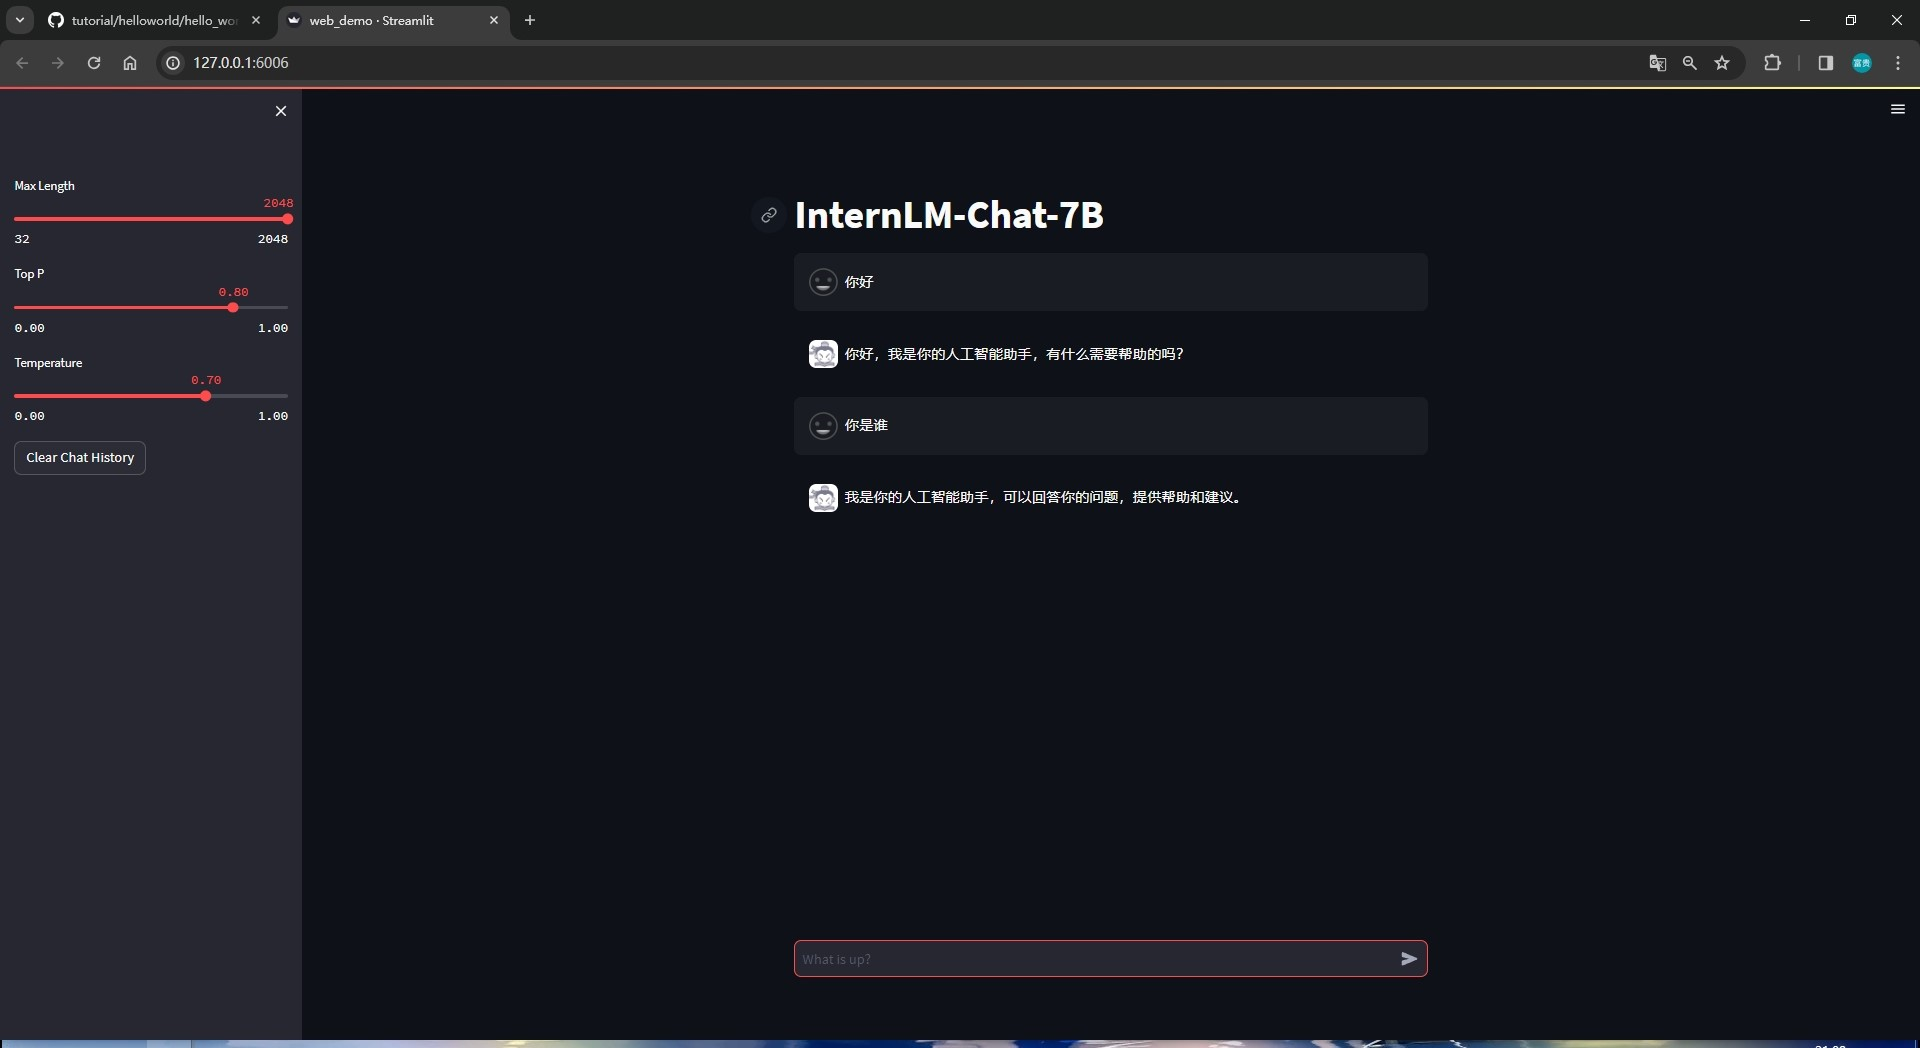 tutorial/helloworld/hello_wo
web_demo · Streamlit
127.0.0.1:6006
富贵
Max Length
2048
32
2048
Top P
0.80
0.00
1.00
Temperature
0.70
0.00
1.00
Clear Chat History
InternLM-Chat-7B
你好
你好，我是你的人工智能助手，有什么需要帮助的吗？
你是谁
我是你的人工智能助手，可以回答你的问题，提供帮助和建议。
What is up?